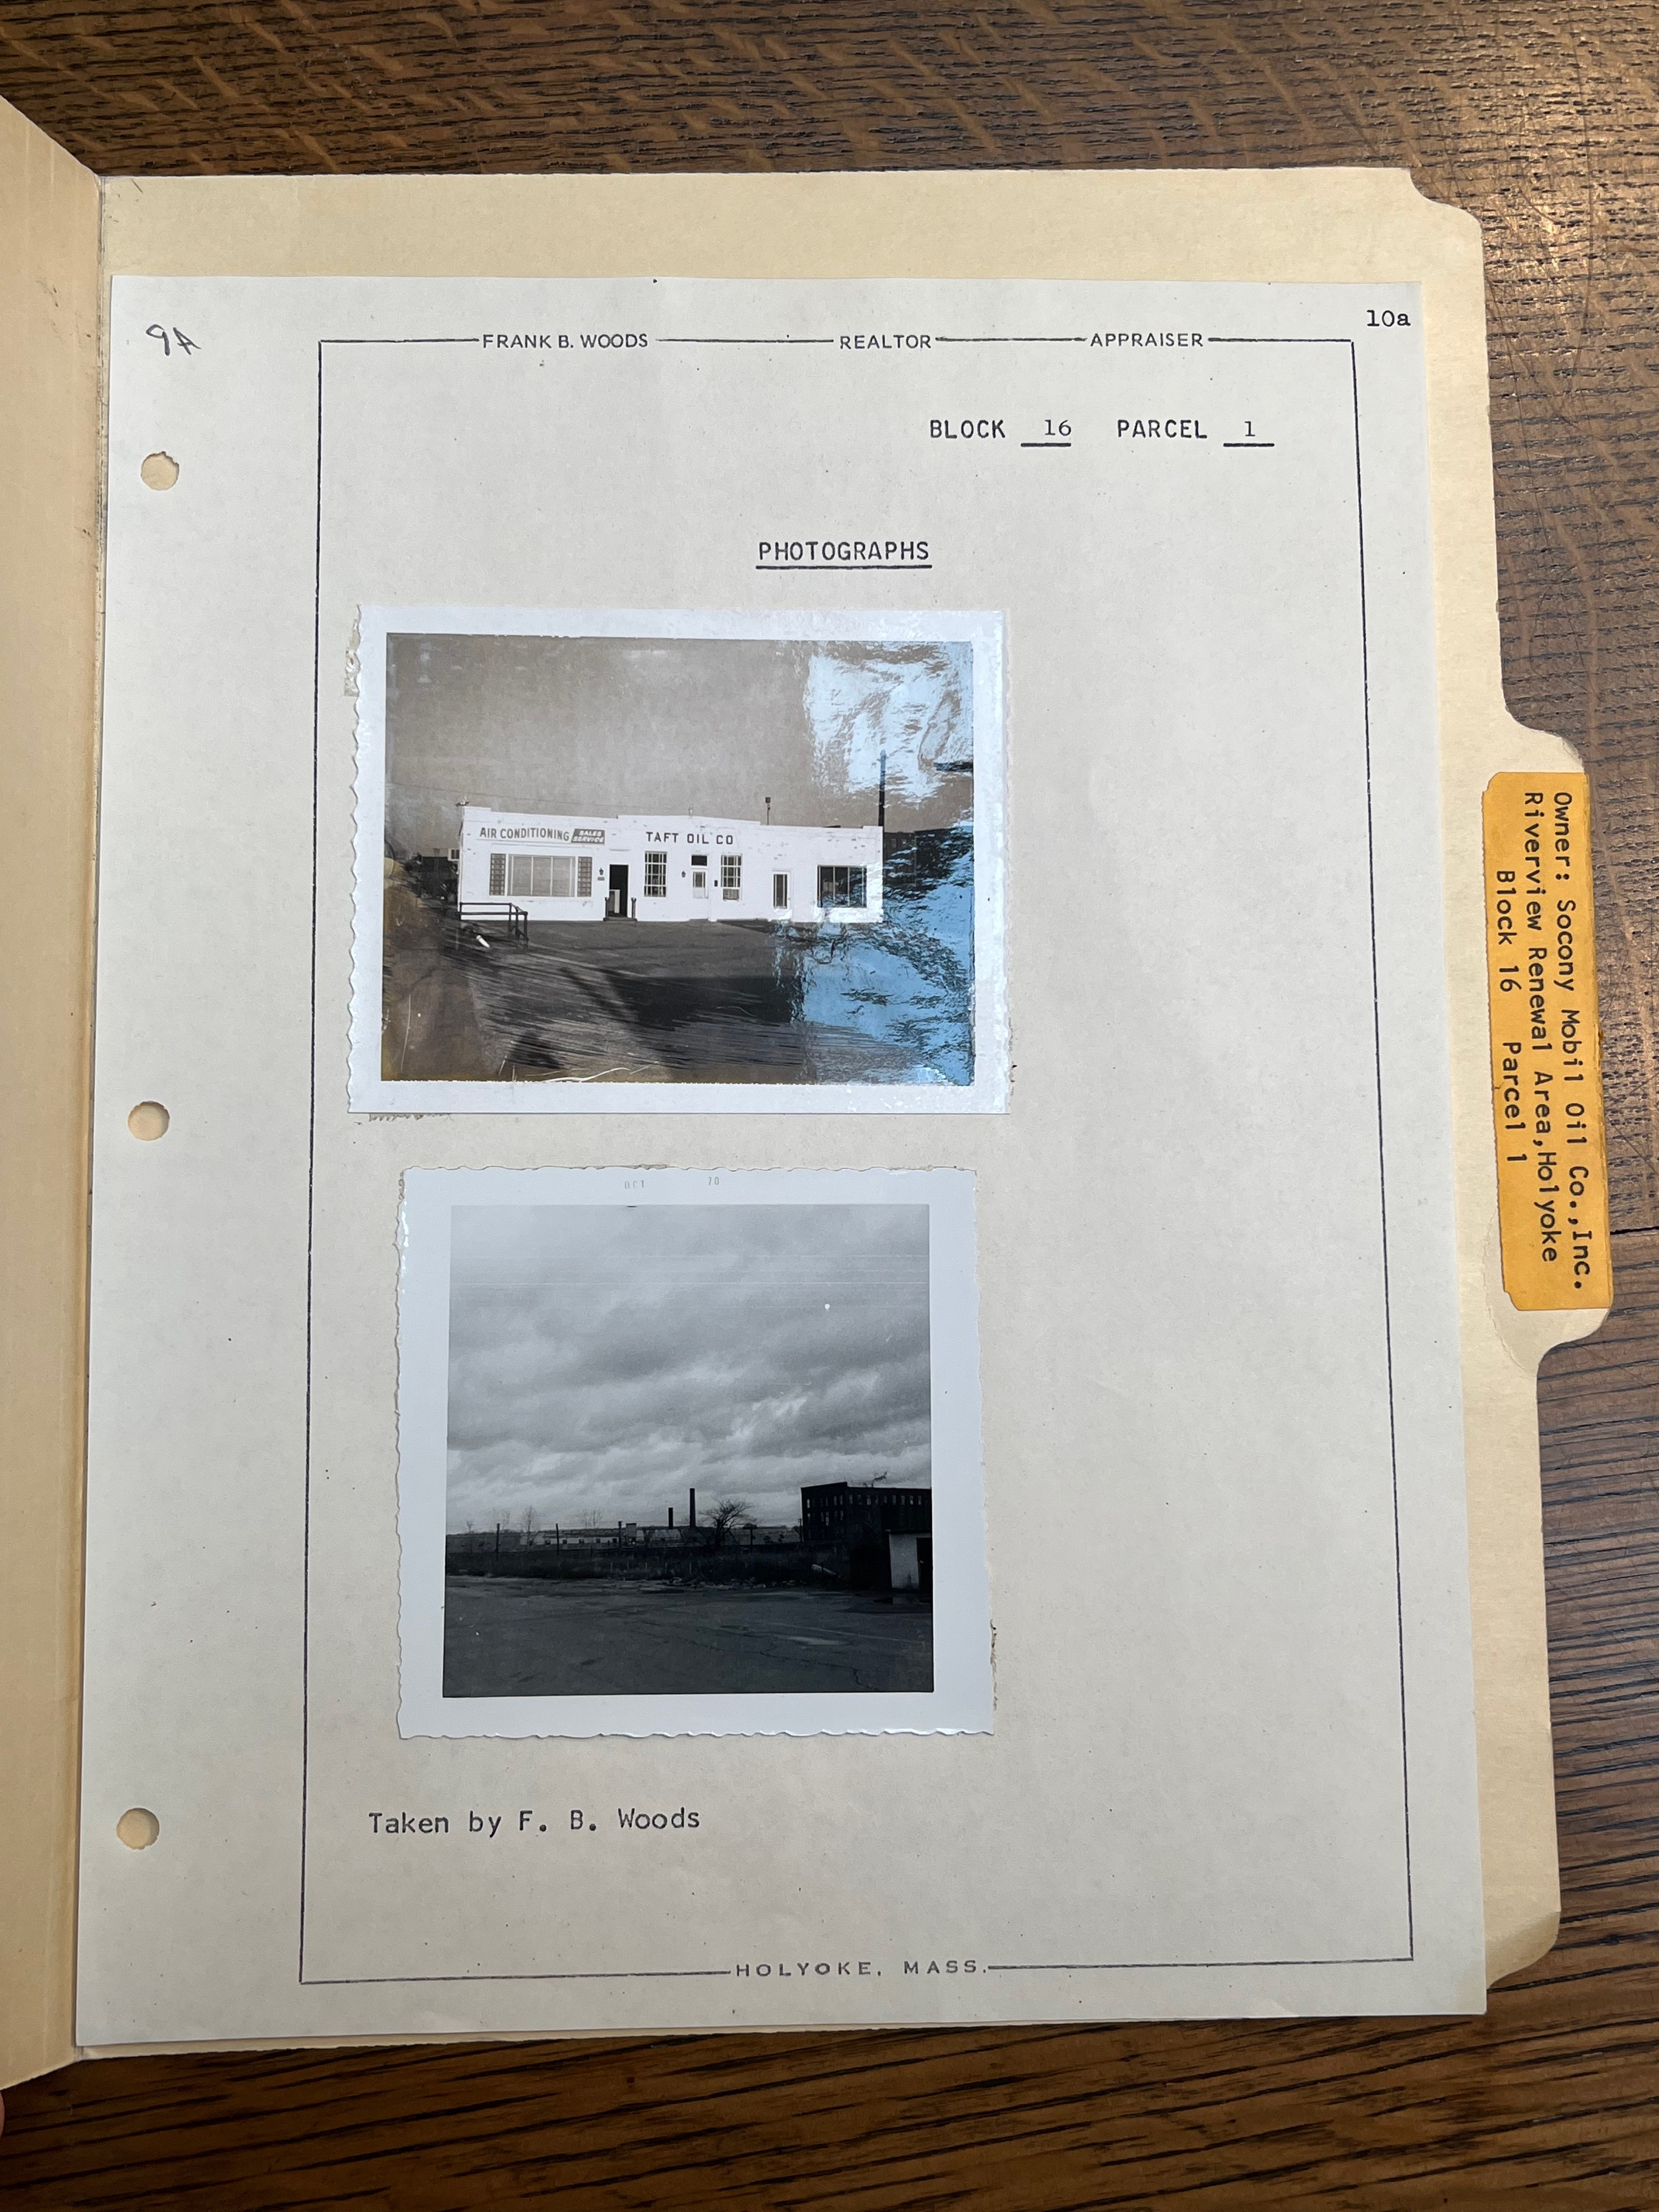 10a
9A
FRANK B. WOODS REALTOR APPRAISER
BLOCK 16 PARCEL 1
PHOTOGRAPHS
AIR CONDITIONING SALES SERVICE TAFT OIL CO
OCT 70
Taken by F. B. Woods
HOLYOKE, MASS.
Owner: Socony Mobil Oil Co.,Inc.
Riverview Renewal Area,Holyoke
Block 16 Parcel 1